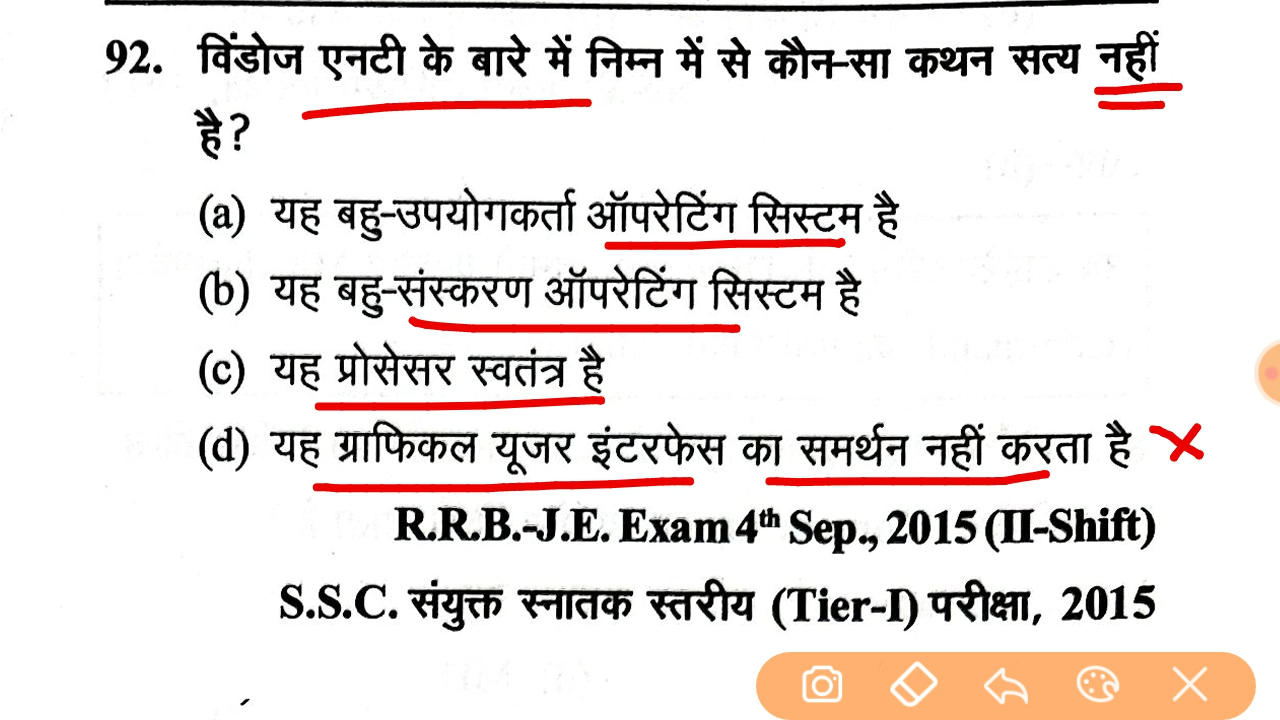 92. विंडोज एनटी के बारे में निम्न में से कौन-सा कथन सत्य नहीं
है?
(a) यह बहु-उपयोगकर्ता ऑपरेटिंग सिस्टम है
(b) यह बहु-संस्करण ऑपरेटिंग सिस्टम है
(c) यह प्रोसेसर स्वतंत्र है
(d) यह ग्राफिकल यूजर इंटरफेस का समर्थन नहीं करता है
R.R.B.-J.E. Exam 4th Sep., 2015 (II-Shift)
S.S.C. संयुक्त स्नातक स्तरीय (Tier-I) परीक्षा, 2015